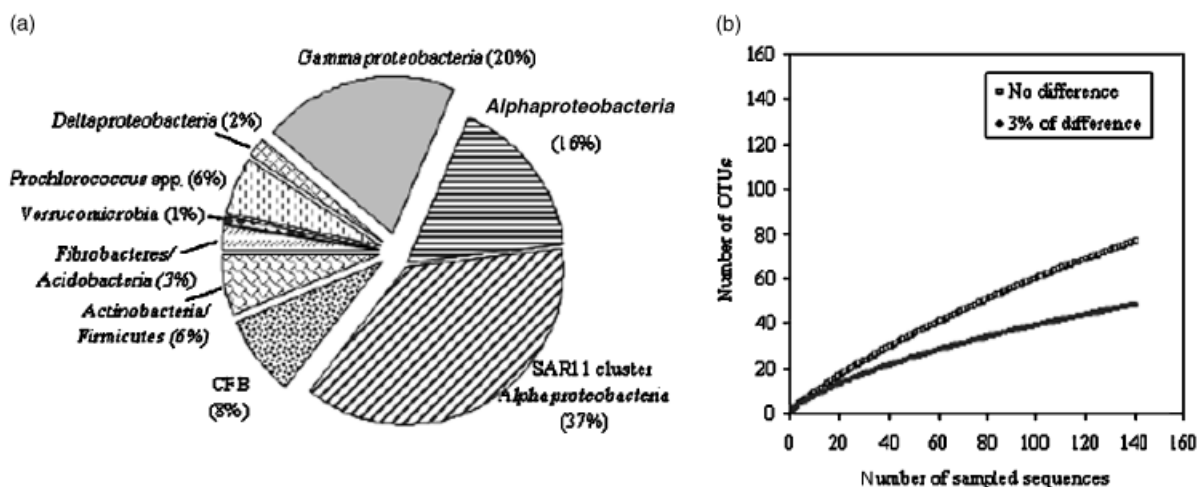 (a)
Gammaproteobacteria (20%)
Alphaproteobacteria
(16%)
Deltaproteobacteria (2%)
Prochlorococcus spp. (6%)
Verrucomicrobia (1%)
Fibrobacteres/
Acidobacteria (3%)
Actinobacteria/
Firmicutes (6%)
CFB
(8%)
SAR11 cluster
Alphaproteobacteria
(37%)
(b)
160
140
120
100
80
60
40
20
0
Number of OTUs
No difference
3% of difference
0 20 40 60 80 100 120 140 160
Number of sampled sequences